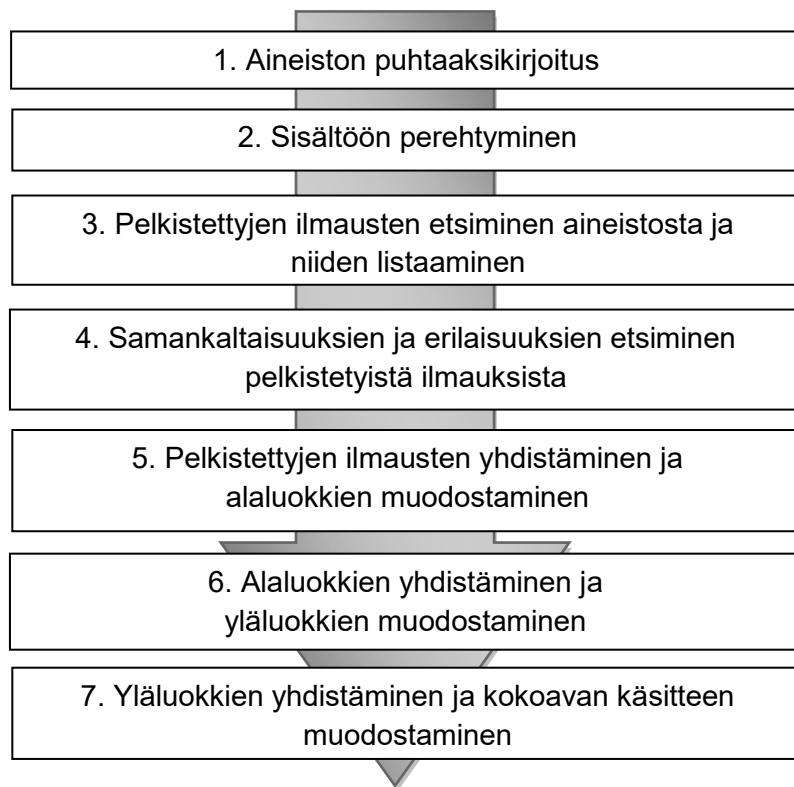 1. Aineiston puhtaaksikirjoitus
2. Sisältöön perehtyminen
3. Pelkistettyjen ilmausten etsiminen aineistosta ja
niiden listaaminen
4. Samankaltaisuuksien ja erilaisuuksien etsiminen
pelkistetyistä ilmauksista
5. Pelkistettyjen ilmausten yhdistäminen ja
alaluokkien muodostaminen
6. Alaluokkien yhdistäminen ja
yläluokkien muodostaminen
7. Yläluokkien yhdistäminen ja kokoavan käsitteen
muodostaminen